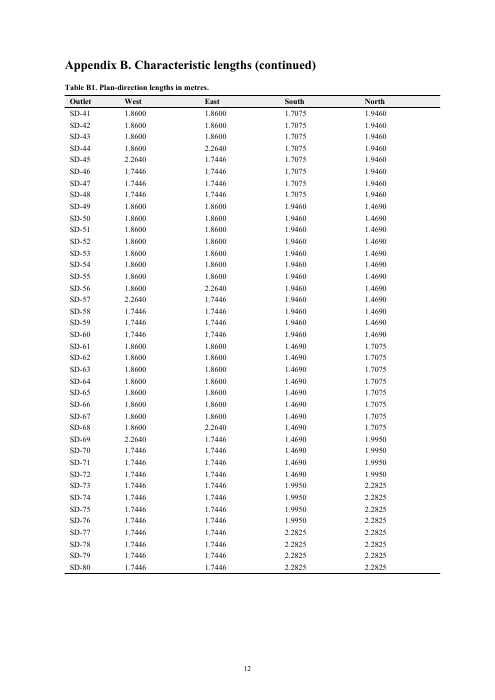 Appendix B. Characteristic lengths (continued)
Table B1. Plan-direction lengths in metres.
Outlet West East South North
SD-41 1.8600 1.8600 1.7075 1.9460
SD-42 1.8600 1.8600 1.7075 1.9460
SD-43 1.8600 1.8600 1.7075 1.9460
SD-44 1.8600 2.2640 1.7075 1.9460
SD-45 2.2640 1.7446 1.7075 1.9460
SD-46 1.7446 1.7446 1.7075 1.9460
SD-47 1.7446 1.7446 1.7075 1.9460
SD-48 1.7446 1.7446 1.7075 1.9460
SD-49 1.8600 1.8600 1.9460 1.4690
SD-50 1.8600 1.8600 1.9460 1.4690
SD-51 1.8600 1.8600 1.9460 1.4690
SD-52 1.8600 1.8600 1.9460 1.4690
SD-53 1.8600 1.8600 1.9460 1.4690
SD-54 1.8600 1.8600 1.9460 1.4690
SD-55 1.8600 1.8600 1.9460 1.4690
SD-56 1.8600 2.2640 1.9460 1.4690
SD-57 2.2640 1.7446 1.9460 1.4690
SD-58 1.7446 1.7446 1.9460 1.4690
SD-59 1.7446 1.7446 1.9460 1.4690
SD-60 1.7446 1.7446 1.9460 1.4690
SD-61 1.8600 1.8600 1.4690 1.7075
SD-62 1.8600 1.8600 1.4690 1.7075
SD-63 1.8600 1.8600 1.4690 1.7075
SD-64 1.8600 1.8600 1.4690 1.7075
SD-65 1.8600 1.8600 1.4690 1.7075
SD-66 1.8600 1.8600 1.4690 1.7075
SD-67 1.8600 1.8600 1.4690 1.7075
SD-68 1.8600 2.2640 1.4690 1.7075
SD-69 2.2640 1.7446 1.4690 1.9950
SD-70 1.7446 1.7446 1.4690 1.9950
SD-71 1.7446 1.7446 1.4690 1.9950
SD-72 1.7446 1.7446 1.4690 1.9950
SD-73 1.7446 1.7446 1.9950 2.2825
SD-74 1.7446 1.7446 1.9950 2.2825
SD-75 1.7446 1.7446 1.9950 2.2825
SD-76 1.7446 1.7446 1.9950 2.2825
SD-77 1.7446 1.7446 2.2825 2.2825
SD-78 1.7446 1.7446 2.2825 2.2825
SD-79 1.7446 1.7446 2.2825 2.2825
SD-80 1.7446 1.7446 2.2825 2.2825
12